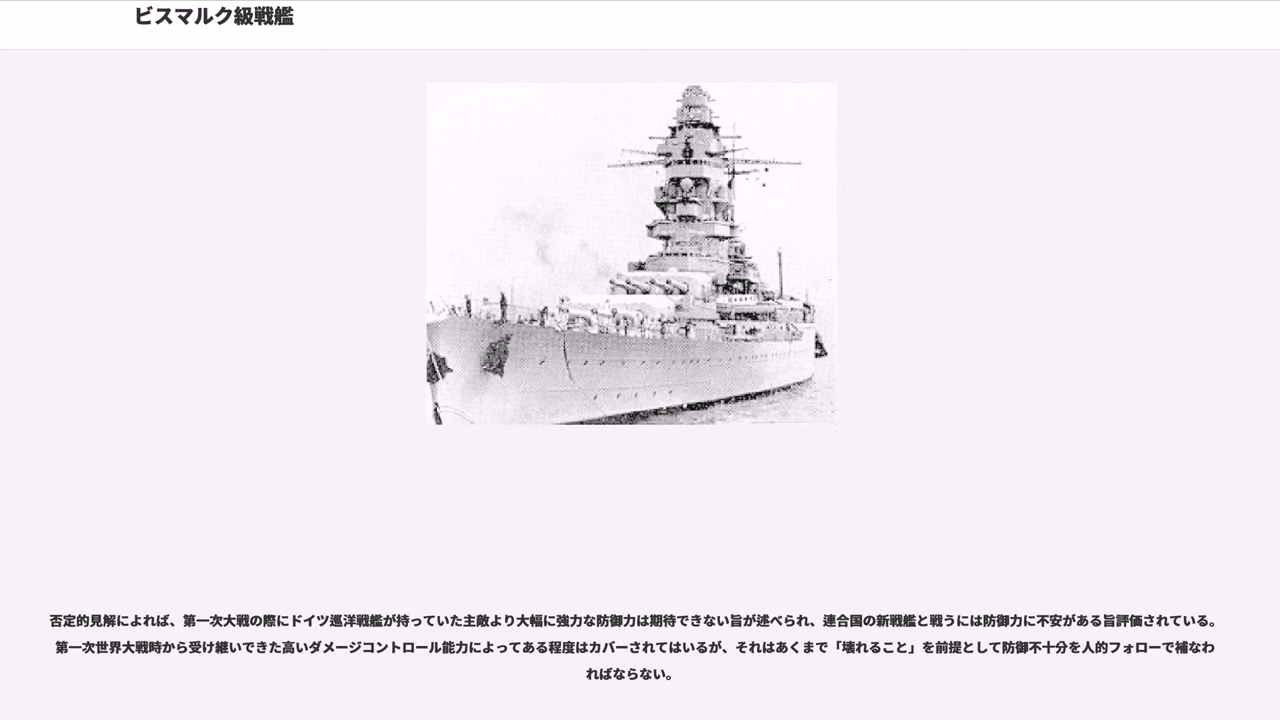 ビスマルク級戦艦
否定的見解によれば、第一次大戦の際にドイツ巡洋戦艦が持っていた主敵より大幅に強力な防御力は期待できない旨が述べられ、連合国の新戦艦と戦うには防御力に不安がある旨評価されている。
第一次世界大戦時から受け継いできた高いダメージコントロール能力によってある程度はカバーされてはいるが、それはあくまで「壊れること」を前提として防御不十分を人的フォローで補なわ
ればならない。